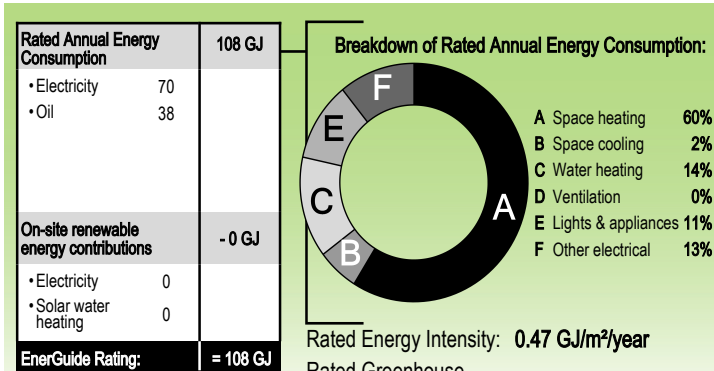 Rated Annual Energy Consumption 108 GJ
• Electricity 70
• Oil 38
On-site renewable energy contributions - 0 GJ
• Electricity 0
• Solar water heating 0
EnerGuide Rating: = 108 GJ
Breakdown of Rated Annual Energy Consumption:
F
E
C
B
A
A Space heating 60%
B Space cooling 2%
C Water heating 14%
D Ventilation 0%
E Lights & appliances 11%
F Other electrical 13%
Rated Energy Intensity: 0.47 GJ/m²/year
Rated Greenhouse